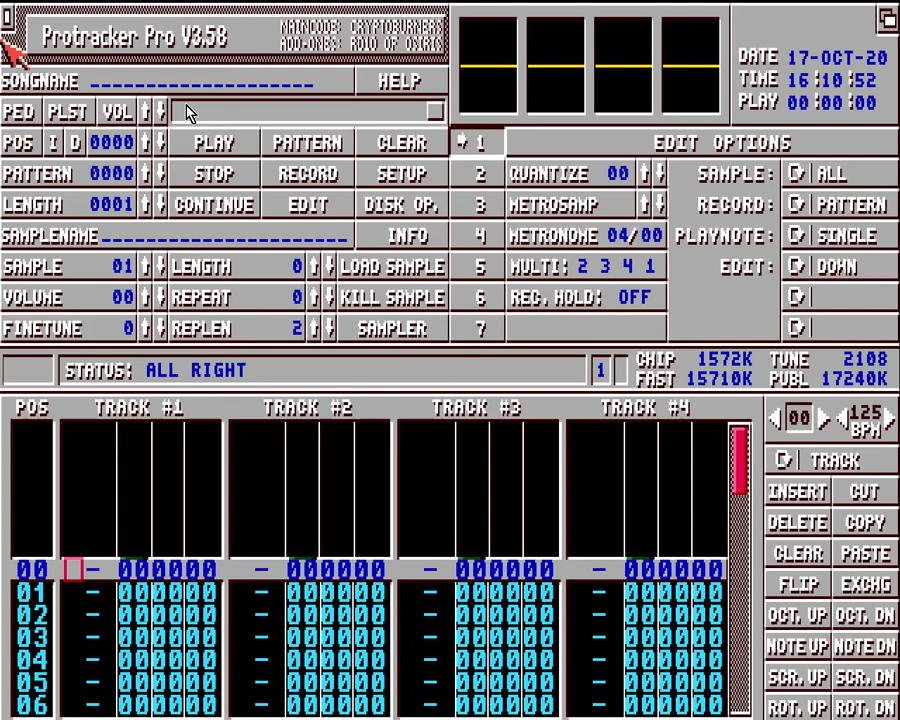 Protracker Pro V3.58
MAINCODE: CRYPTOBURNERS
ADD-ONES:
SONGNAME ____________________ HELP
PED PLST VOL
POS I D 0000 PLAY PATTERN CLEAR
PATTERN 0000 STOP RECORD SETUP
LENGTH 0001 CONTINUE EDIT DISK OP.
SAMPLENAME______________________ INFO
SAMPLE 01 LENGTH 0 LOAD SAMPLE
VOLUME 00 REPEAT 0 KILL SAMPLE
FINETUNE 0 REPLEN 2 SAMPLER
DATE 17-OCT-20
TIME 16:10:52
PLAY 00:00:00
1 EDIT OPTIONS
2 QUANTIZE 00 SAMPLE: ALL
3 METROSAMP RECORD: PATTERN
4 METRONOME 04/00 PLAYNOTE: SINGLE
5 MULTI: 2 3 4 1 EDIT: DOWN
6 REC. HOLD: OFF
7
STATUS: ALL RIGHT 1
CHIP 1572K TUNE 2108
FAST 15710K PUBL 17240K
POS TRACK #1 TRACK #2 TRACK #3 TRACK #4
00 - 000000 - 000000 - 000000 - 000000
01 - 000000 - 000000 - 000000 - 000000
02 - 000000 - 000000 - 000000 - 000000
03 - 000000 - 000000 - 000000 - 000000
04 - 000000 - 000000 - 000000 - 000000
05 - 000000 - 000000 - 000000 - 000000
06 - 000000 - 000000 - 000000 - 000000
00 125
BPM
TRACK
INSERT CUT
DELETE COPY
CLEAR PASTE
FLIP EXCHG
OCT. UP OCT. DN
NOTE UP NOTE DN
SCR. UP SCR. DN
ROT. UP ROT. DN